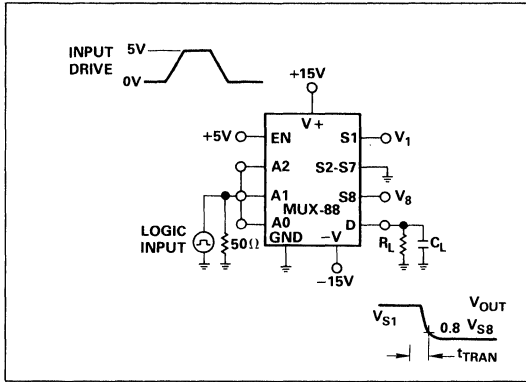 INPUT DRIVE
5V
0V
+15V
V+
+5V
EN
S1
V1
A2
S2-S7
A1
S8
V8
MUX-88
A0
D
LOGIC INPUT
50Ω
GND
-V
RL
CL
-15V
VS1
VOUT
0.8 VS8
tTRAN